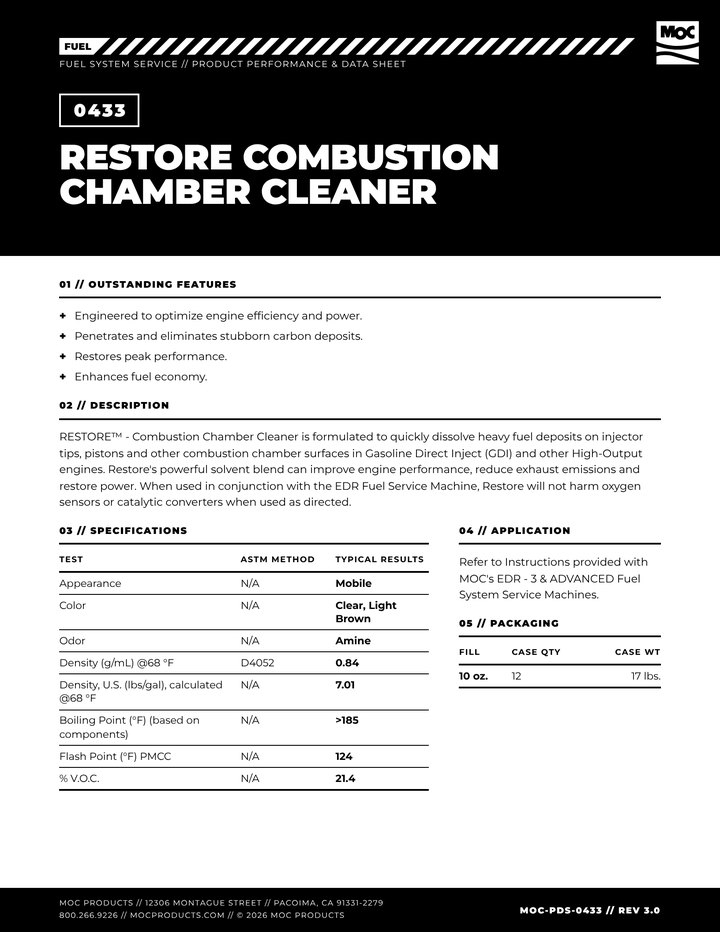 MOC
FUEL
FUEL SYSTEM SERVICE // PRODUCT PERFORMANCE & DATA SHEET
0433
RESTORE COMBUSTION
CHAMBER CLEANER
01 // OUTSTANDING FEATURES
+ Engineered to optimize engine efficiency and power.
+ Penetrates and eliminates stubborn carbon deposits.
+ Restores peak performance.
+ Enhances fuel economy.
02 // DESCRIPTION
RESTORE™ - Combustion Chamber Cleaner is formulated to quickly dissolve heavy fuel deposits on injector
tips, pistons and other combustion chamber surfaces in Gasoline Direct Inject (GDI) and other High-Output
engines. Restore's powerful solvent blend can improve engine performance, reduce exhaust emissions and
restore power. When used in conjunction with the EDR Fuel Service Machine, Restore will not harm oxygen
sensors or catalytic converters when used as directed.
03 // SPECIFICATIONS
TEST ASTM METHOD TYPICAL RESULTS
Appearance N/A Mobile
Color N/A Clear, Light
Brown
Odor N/A Amine
Density (g/mL) @68 °F D4052 0.84
Density, U.S. (lbs/gal), calculated N/A 7.01
@68 °F
Boiling Point (°F) (based on N/A >185
components)
Flash Point (°F) PMCC N/A 124
% V.O.C. N/A 21.4
04 // APPLICATION
Refer to Instructions provided with
MOC's EDR - 3 & ADVANCED Fuel
System Service Machines.
05 // PACKAGING
FILL CASE QTY CASE WT
10 oz. 12 17 lbs.
MOC PRODUCTS // 12306 MONTAGUE STREET // PACOIMA, CA 91331-2279
800.266.9226 // MOCPRODUCTS.COM // © 2026 MOC PRODUCTS
MOC-PDS-0433 // REV 3.0